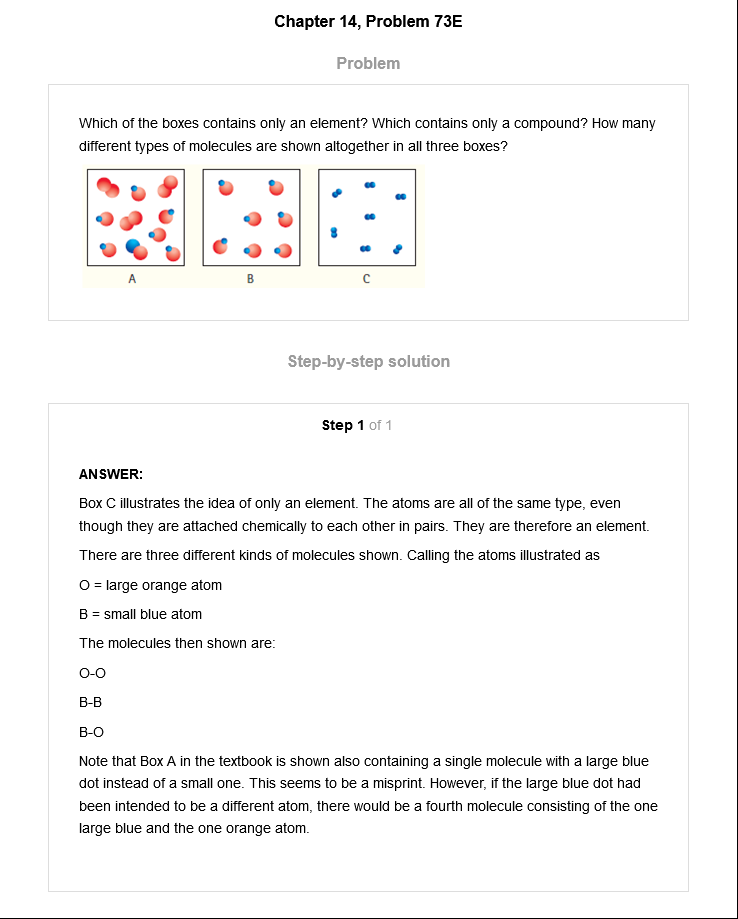 Chapter 14, Problem 73E
Problem
Which of the boxes contains only an element? Which contains only a compound? How many
different types of molecules are shown altogether in all three boxes?
A B C
Step-by-step solution
Step 1 of 1
ANSWER:
Box C illustrates the idea of only an element. The atoms are all of the same type, even
though they are attached chemically to each other in pairs. They are therefore an element.
There are three different kinds of molecules shown. Calling the atoms illustrated as
O = large orange atom
B = small blue atom
The molecules then shown are:
O-O
B-B
B-O
Note that Box A in the textbook is shown also containing a single molecule with a large blue
dot instead of a small one. This seems to be a misprint. However, if the large blue dot had
been intended to be a different atom, there would be a fourth molecule consisting of the one
large blue and the one orange atom.